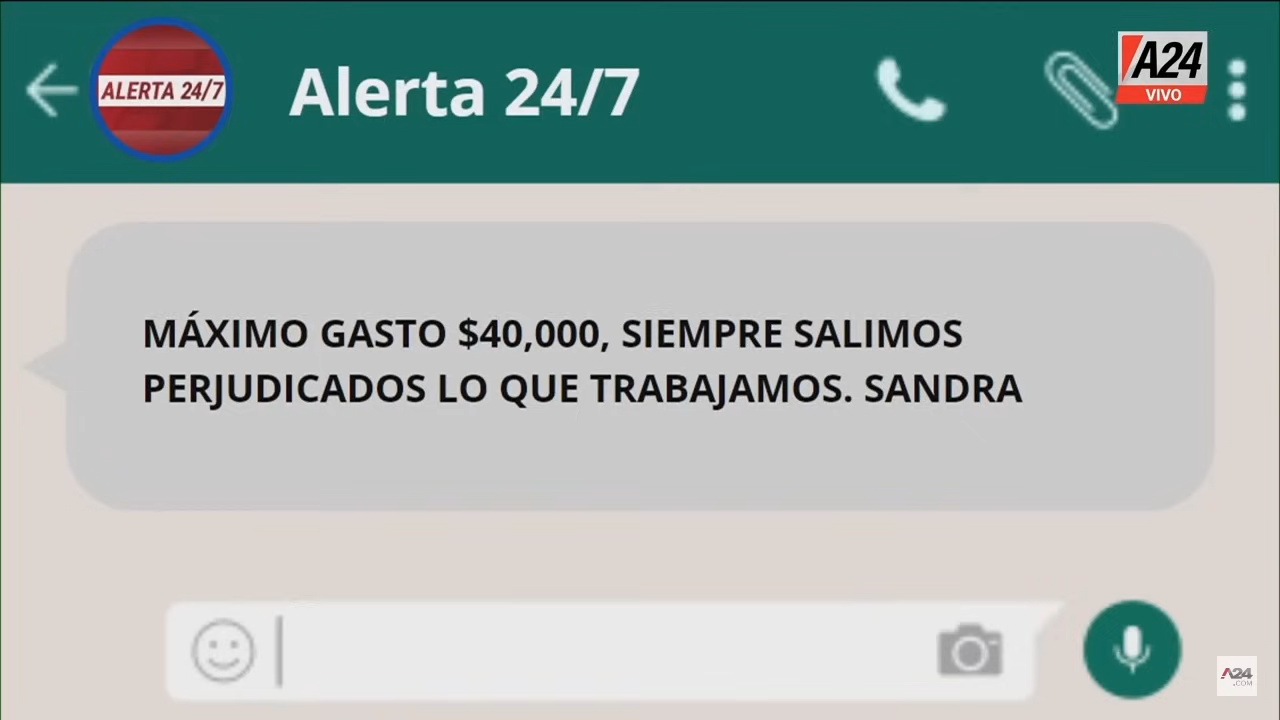 ALERTA 24/7
Alerta 24/7
A24
VIVO
MÁXIMO GASTO $40,000, SIEMPRE SALIMOS
PERJUDICADOS LO QUE TRABAJAMOS. SANDRA
A24
.COM